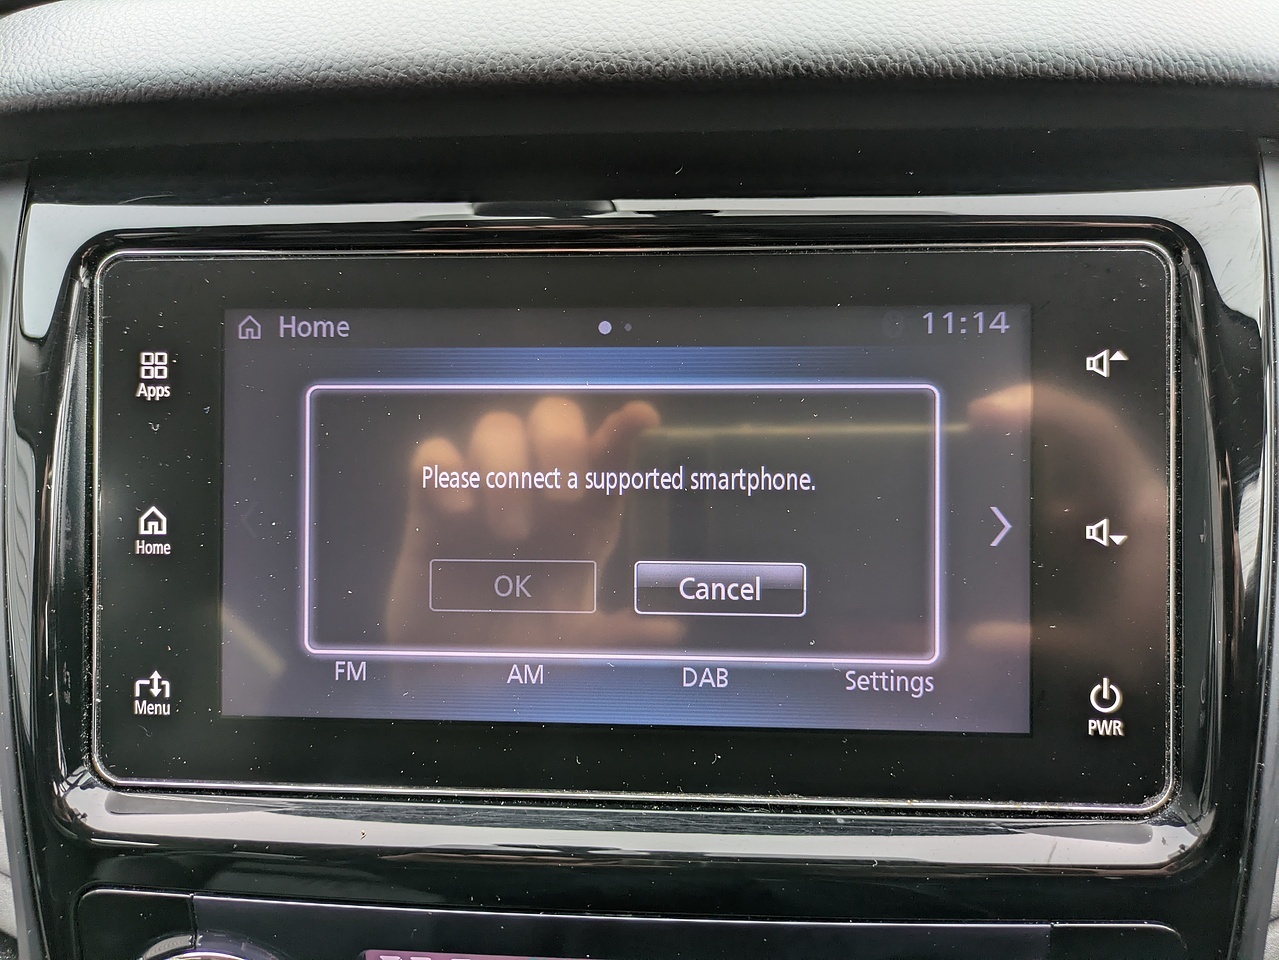 Home
11:14
Apps
Please connect a supported smartphone.
Home
OK
Cancel
FM
AM
DAB
Settings
Menu
PWR